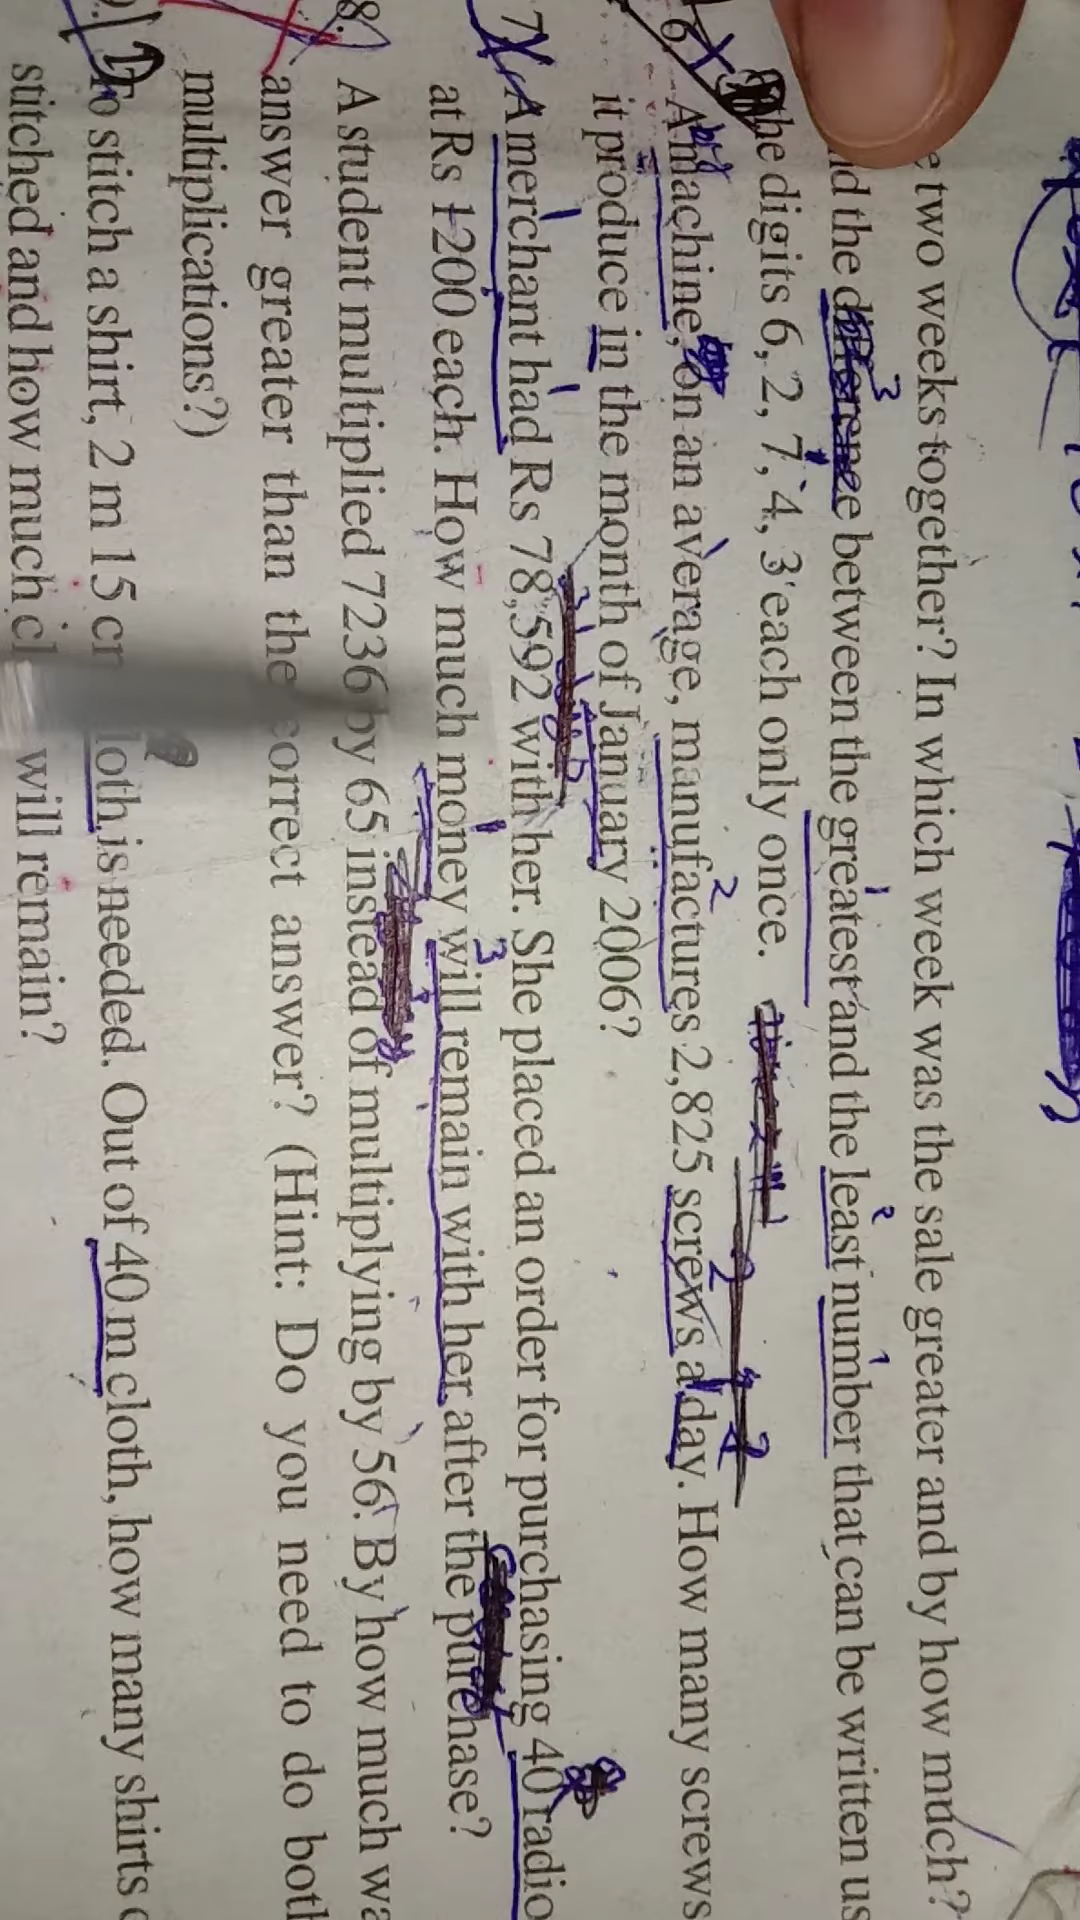 two weeks together? In which week was the sale greater and by how much?
the difference between the greatest and the least number that can be written
the digits 6, 2, 7, 4, 3 each only once.
6 A machine, on an average, manufactures 2,825 screws a day. How many screws
it produce in the month of January 2006?
7 A merchant had Rs 78,592 with her. She placed an order for purchasing 40 radio
at Rs 1200 each. How much money will remain with her after the purchase?
8. A student multiplied 7236 by 65 instead of multiplying by 56. By how much
answer greater than the correct answer? (Hint: Do you need to do
multiplications?)
To stitch a shirt, 2 m 15 is needed. Out of 40 m cloth, how many shirts
stitched and how much will remain?